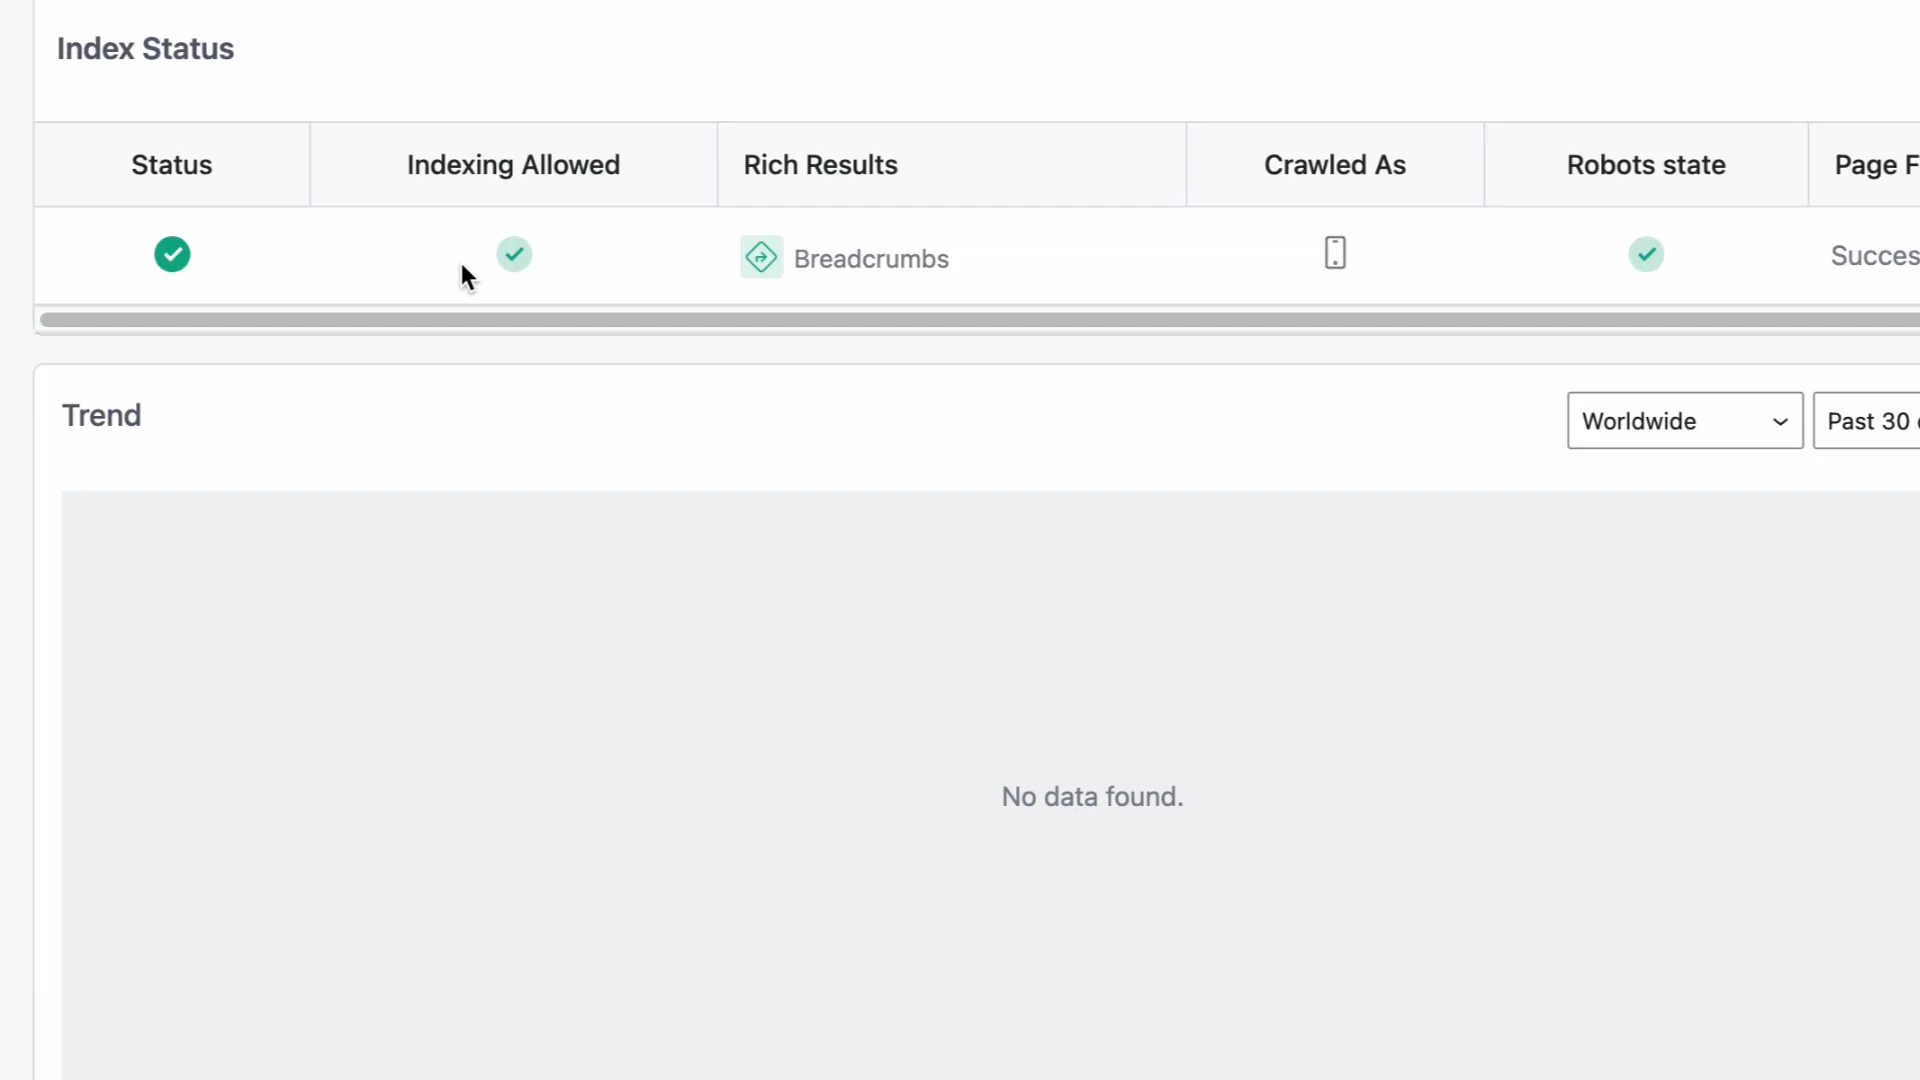 Index Status
Status Indexing Allowed Rich Results Crawled As Robots state Page F
Breadcrumbs Succes
Trend Worldwide Past 30
No data found.